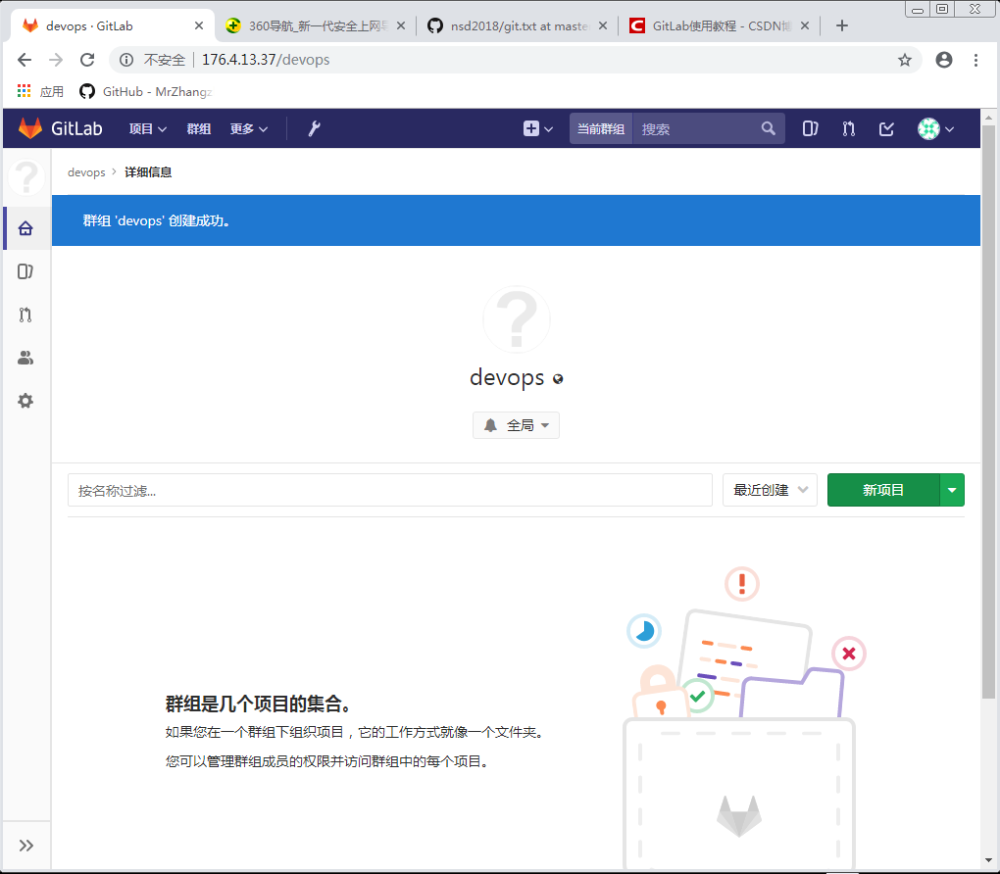 devops · GitLab
360导航_新一代安全上网导
nsd2018/git.txt at maste
GitLab使用教程 - CSDN博
不安全 | 176.4.13.37/devops
应用
GitHub - MrZhangz
GitLab 项目 群组 更多 当前群组 搜索
devops > 详细信息
群组 'devops' 创建成功。
?
devops
全局
按名称过滤... 最近创建 新项目
群组是几个项目的集合。
如果您在一个群组下组织项目，它的工作方式就像一个文件夹。
您可以管理群组成员的权限并访问群组中的每个项目。